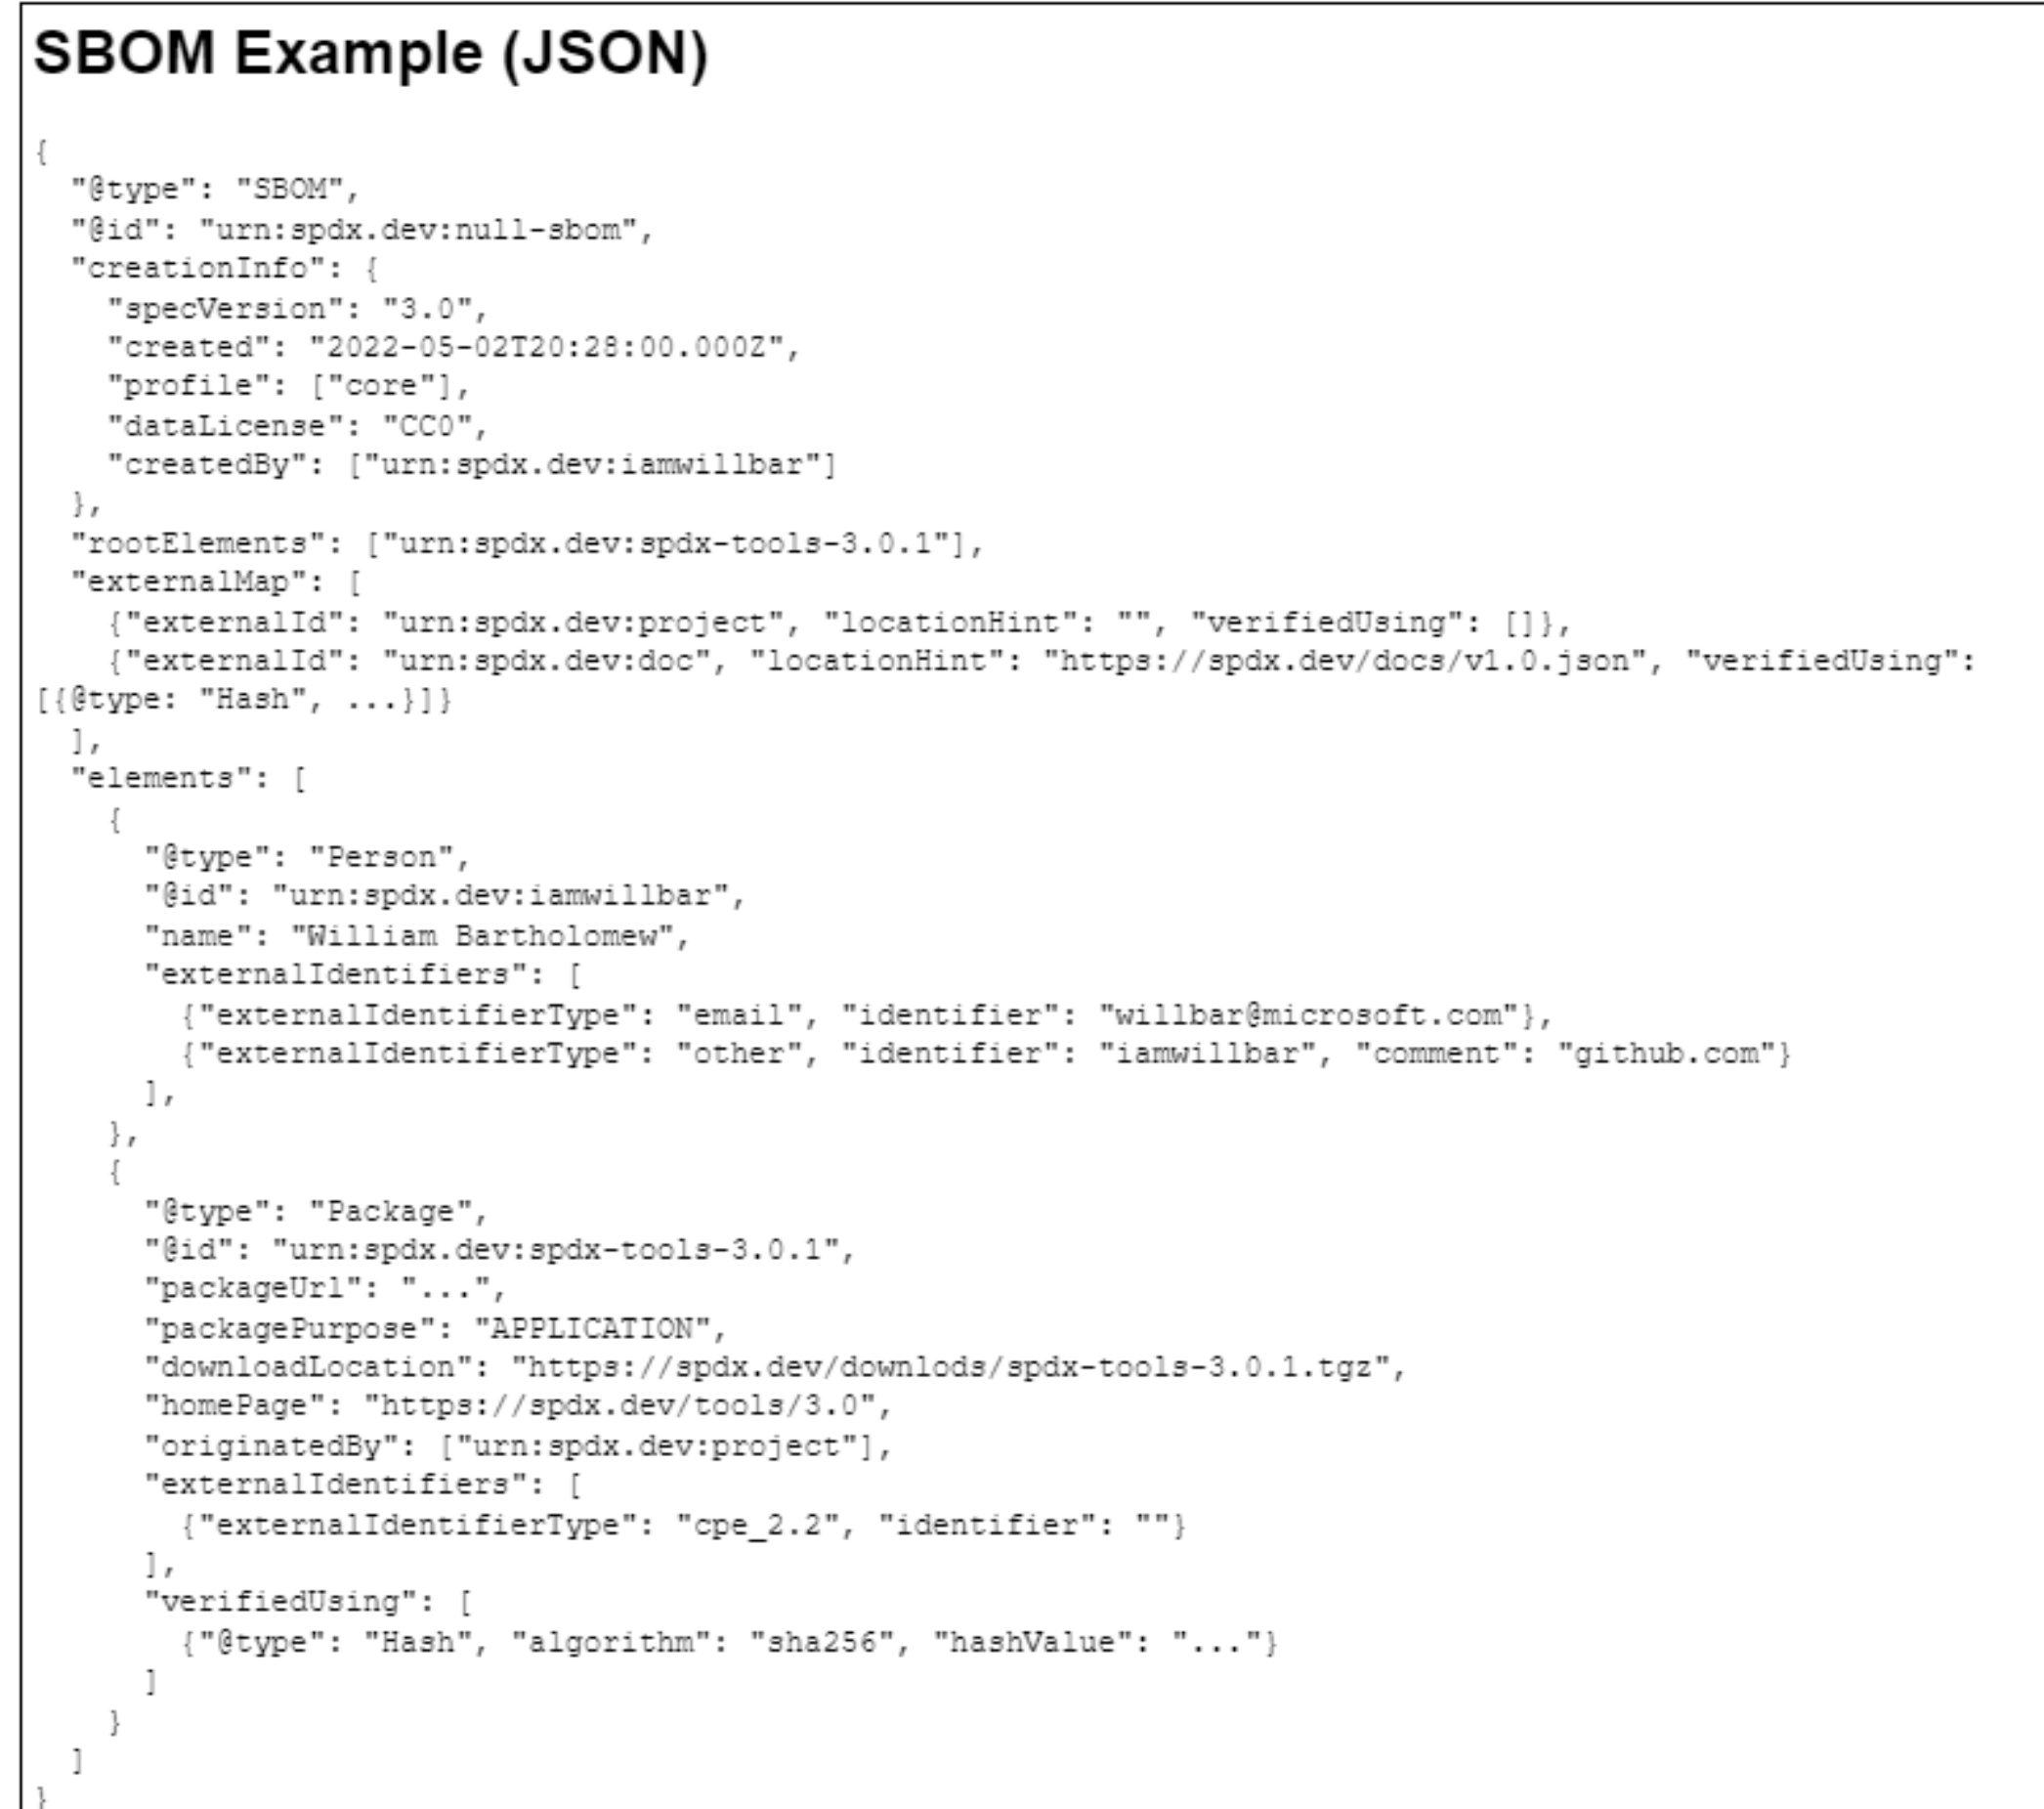 SBOM Example (JSON)
{
"@type": "SBOM",
"@id": "urn:spdx.dev:null-sbom",
"creationInfo": {
"specVersion": "3.0",
"created": "2022-05-02T20:28:00.000Z",
"profile": ["core"],
"dataLicense": "CC0",
"createdBy": ["urn:spdx.dev:iamwillbar"]
},
"rootElements": ["urn:spdx.dev:spdx-tools-3.0.1"],
"externalMap": [
{"externalId": "urn:spdx.dev:project", "locationHint": "", "verifiedUsing": []},
{"externalId": "urn:spdx.dev:doc", "locationHint": "https://spdx.dev/docs/v1.0.json", "verifiedUsing":
[{@type: "Hash", ...}]}
],
"elements": [
{
"@type": "Person",
"@id": "urn:spdx.dev:iamwillbar",
"name": "William Bartholomew",
"externalIdentifiers": [
{"externalIdentifierType": "email", "identifier": "willbar@microsoft.com"},
{"externalIdentifierType": "other", "identifier": "iamwillbar", "comment": "github.com"}
],
},
{
"@type": "Package",
"@id": "urn:spdx.dev:spdx-tools-3.0.1",
"packageUrl": "...",
"packagePurpose": "APPLICATION",
"downloadLocation": "https://spdx.dev/downlods/spdx-tools-3.0.1.tgz",
"homePage": "https://spdx.dev/tools/3.0",
"originatedBy": ["urn:spdx.dev:project"],
"externalIdentifiers": [
{"externalIdentifierType": "cpe_2.2", "identifier": ""}
],
"verifiedUsing": [
{"@type": "Hash", "algorithm": "sha256", "hashValue": "..."}
]
}
]
}